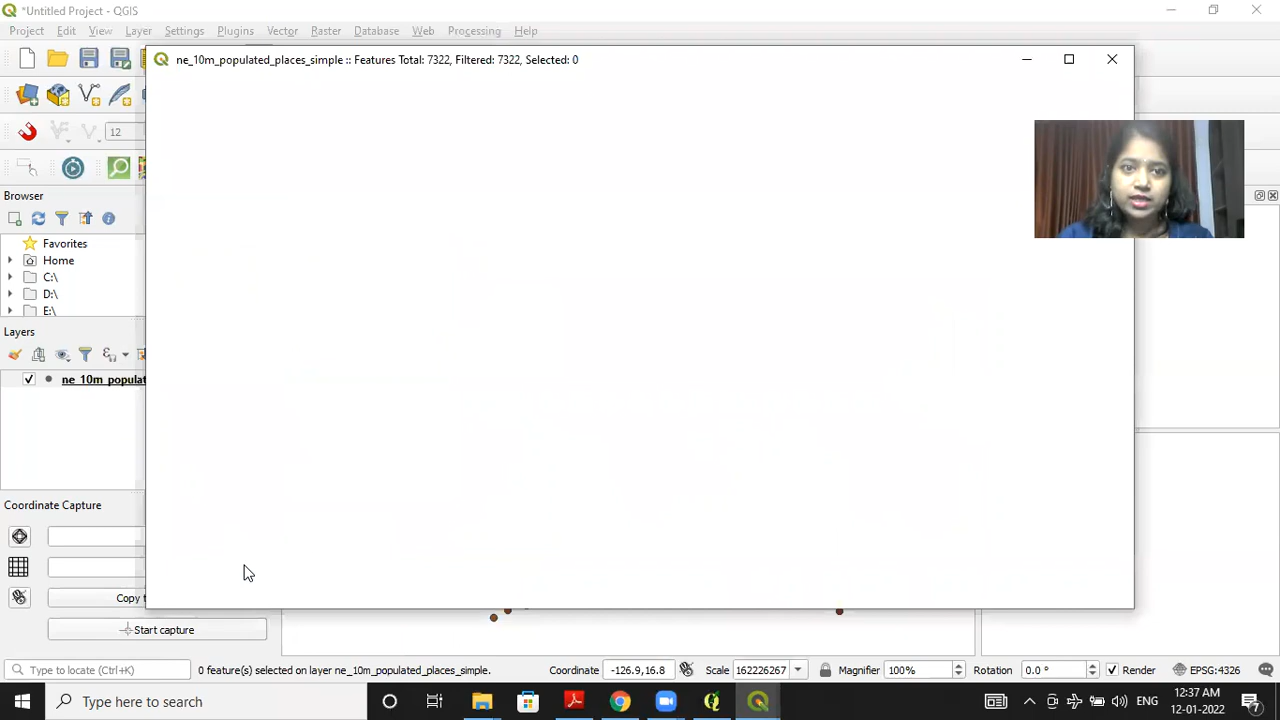 *Untitled Project - QGIS
Project Edit View Layer Settings Plugins Vector Raster Database Web Processing Help
ne_10m_populated_places_simple :: Features Total: 7322, Filtered: 7322, Selected: 0
12
Browser
Favorites
Home
C:\
D:\
E:\
Layers
ne_10m_populat
Coordinate Capture
Copy t
Start capture
Type to locate (Ctrl+K)
0 feature(s) selected on layer ne_10m_populated_places_simple.
Coordinate -126.9,16.8
Scale 162226267
Magnifier 100%
Rotation 0.0 °
Render
EPSG:4326
Type here to search
ENG
12:37 AM
12-01-2022
7